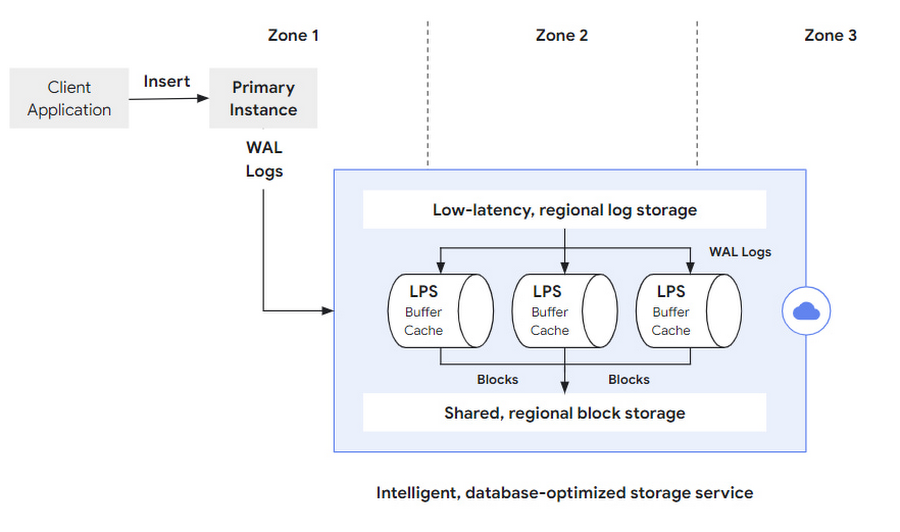 Zone 1
Zone 2
Zone 3
Client
Application
Insert
Primary
Instance
WAL
Logs
Low-latency, regional log storage
WAL Logs
LPS
Buffer
Cache
LPS
Buffer
Cache
LPS
Buffer
Cache
Blocks
Blocks
Shared, regional block storage
Intelligent, database-optimized storage service